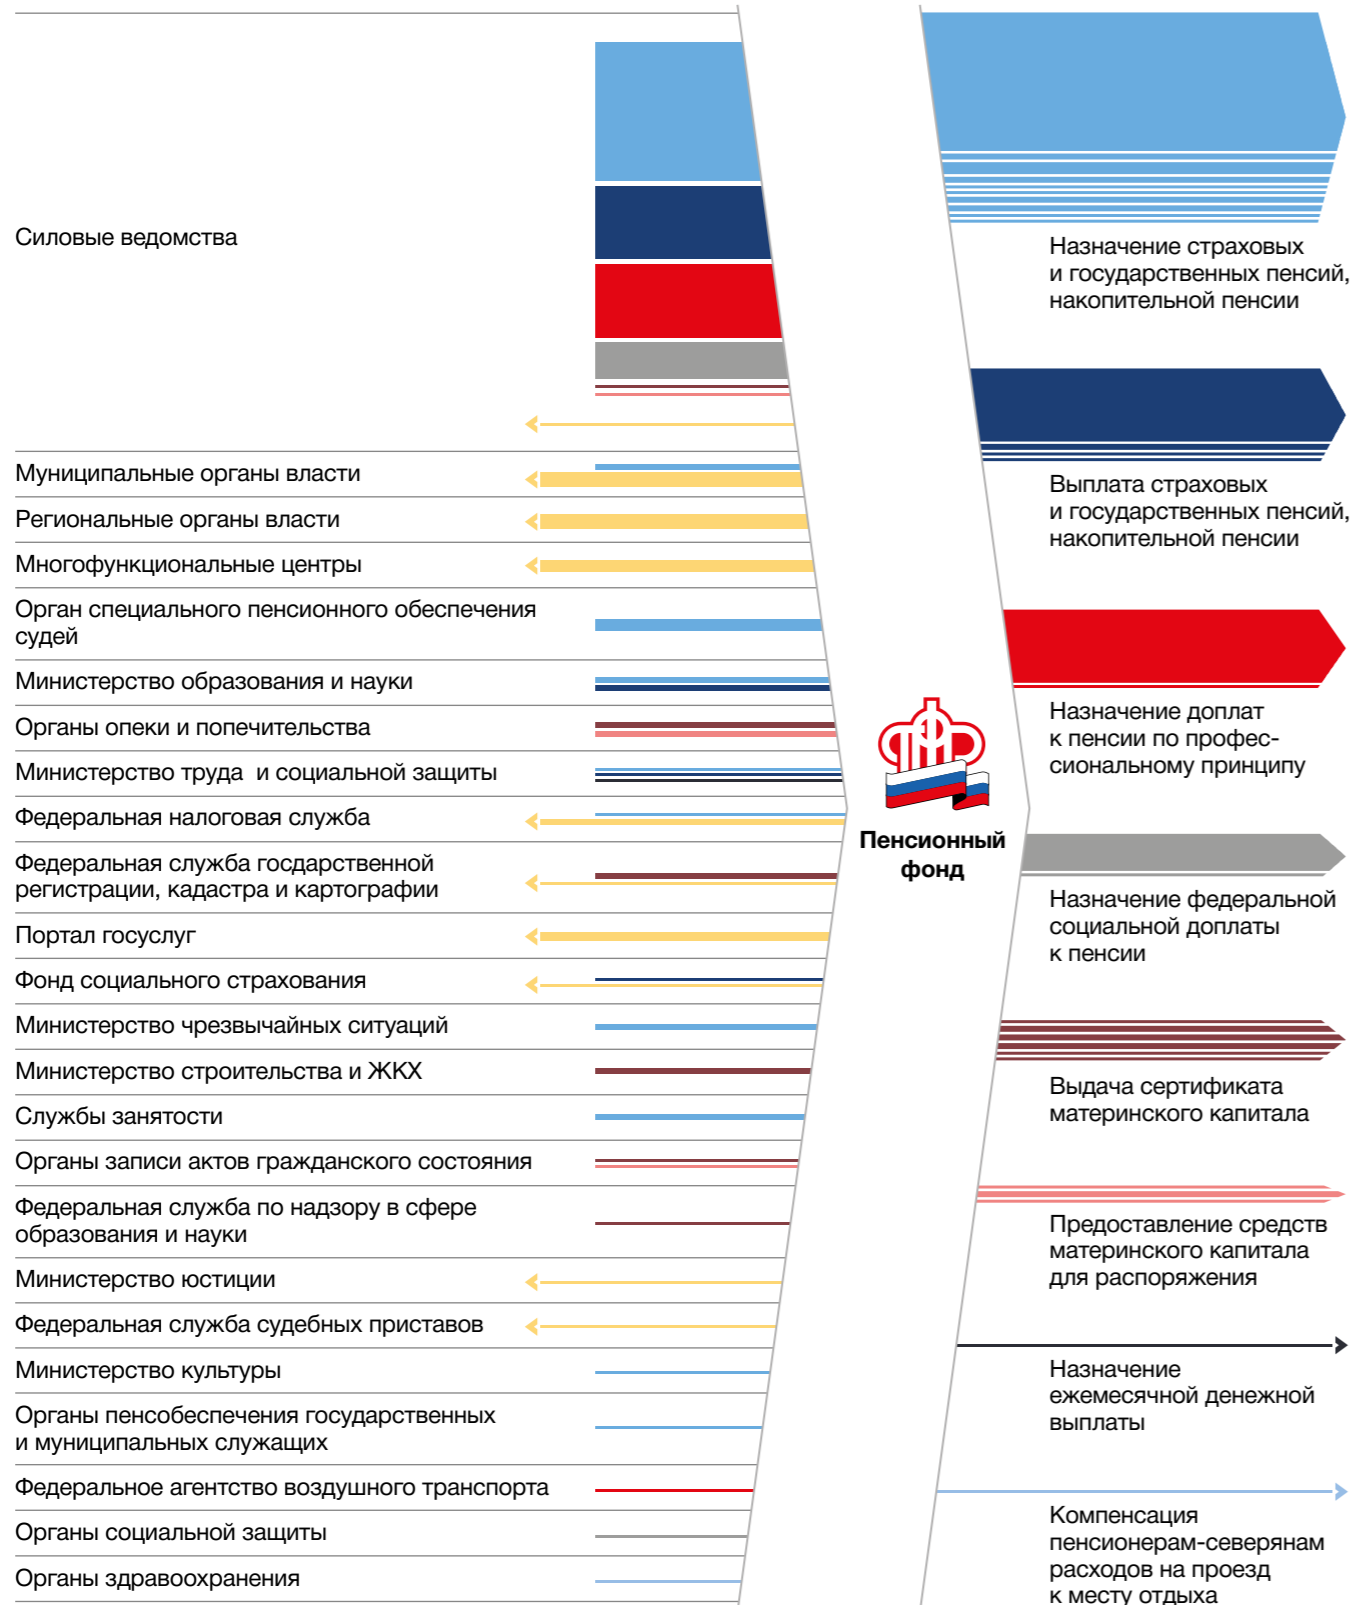 Силовые ведомства
Муниципальные органы власти
Региональные органы власти
Многофункциональные центры
Орган специального пенсионного обеспечения
судей
Министерство образования и науки
Органы опеки и попечительства
Министерство труда и социальной защиты
Федеральная налоговая служба
Федеральная служба госдарственной
регистрации, кадастра и картографии
Портал госуслуг
Фонд социального страхования
Министерство чрезвычайных ситуаций
Министерство строительства и ЖКХ
Службы занятости
Органы записи актов гражданского состояния
Федеральная служба по надзору в сфере
образования и науки
Министерство юстиции
Федеральная служба судебных приставов
Министерство культуры
Органы пенсобеспечения государственных
и муниципальных служащих
Федеральное агентство воздушного транспорта
Органы социальной защиты
Органы здравоохранения
Пенсионный
фонд
Назначение страховых
и государственных пенсий,
накопительной пенсии
Выплата страховых
и государственных пенсий,
накопительной пенсии
Назначение доплат
к пенсии по профес-
сиональному принципу
Назначение федеральной
социальной доплаты
к пенсии
Выдача сертификата
материнского капитала
Предоставление средств
материнского капитала
для распоряжения
Назначение
ежемесячной денежной
выплаты
Компенсация
пенсионерам-северянам
расходов на проезд
к месту отдыха